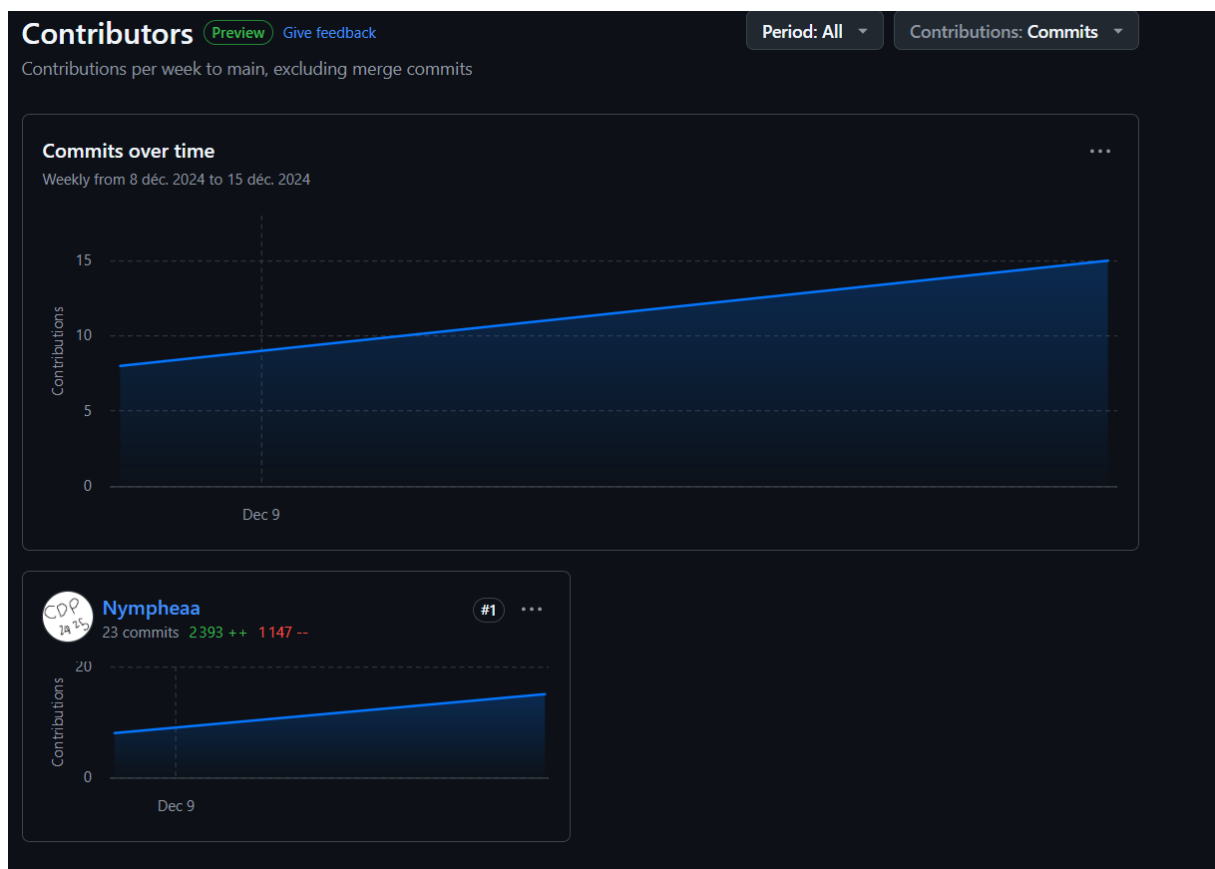 Contributors Preview Give feedback Period: All Contributions: Commits
Contributions per week to main, excluding merge commits
Commits over time
Weekly from 8 déc. 2024 to 15 déc. 2024
Contributions
15
10
5
0
Dec 9
CDP
24 25
Nympheaa #1
23 commits 2 393 ++ 1 147 --
Contributions
20
0
Dec 9